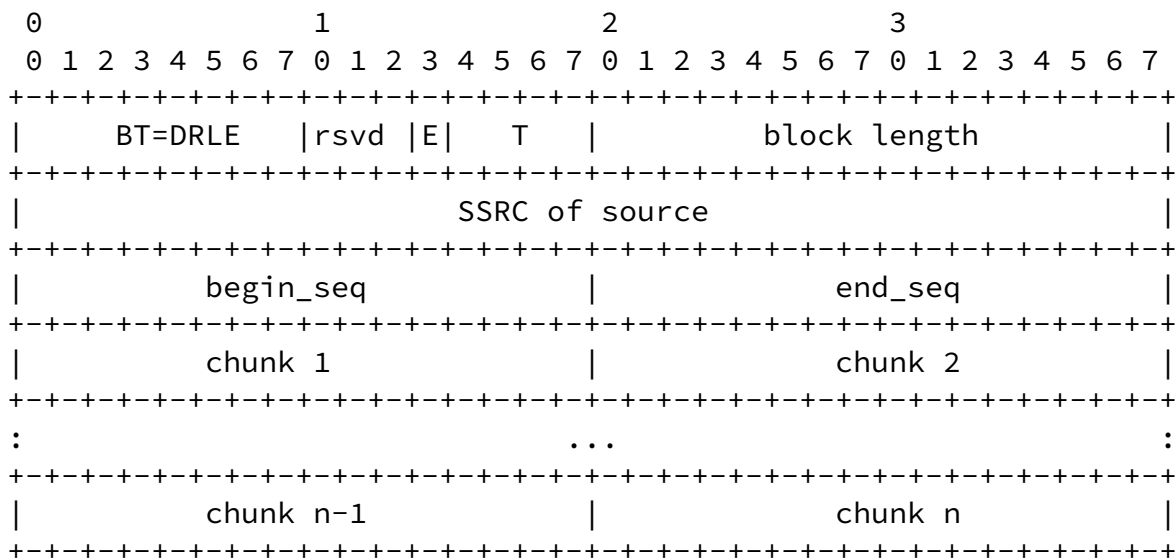 0 1 2 3
0 1 2 3 4 5 6 7 0 1 2 3 4 5 6 7 0 1 2 3 4 5 6 7 0 1 2 3 4 5 6 7
+-+-+-+-+-+-+-+-+-+-+-+-+-+-+-+-+-+-+-+-+-+-+-+-+-+-+-+-+-+-+-+-+
| BT=DRLE |rsvd |E| T | block length |
+-+-+-+-+-+-+-+-+-+-+-+-+-+-+-+-+-+-+-+-+-+-+-+-+-+-+-+-+-+-+-+-+
| SSRC of source |
+-+-+-+-+-+-+-+-+-+-+-+-+-+-+-+-+-+-+-+-+-+-+-+-+-+-+-+-+-+-+-+-+
| begin_seq | end_seq |
+-+-+-+-+-+-+-+-+-+-+-+-+-+-+-+-+-+-+-+-+-+-+-+-+-+-+-+-+-+-+-+-+
| chunk 1 | chunk 2 |
+-+-+-+-+-+-+-+-+-+-+-+-+-+-+-+-+-+-+-+-+-+-+-+-+-+-+-+-+-+-+-+-+
: ... :
+-+-+-+-+-+-+-+-+-+-+-+-+-+-+-+-+-+-+-+-+-+-+-+-+-+-+-+-+-+-+-+-+
| chunk n-1 | chunk n |
+-+-+-+-+-+-+-+-+-+-+-+-+-+-+-+-+-+-+-+-+-+-+-+-+-+-+-+-+-+-+-+-+